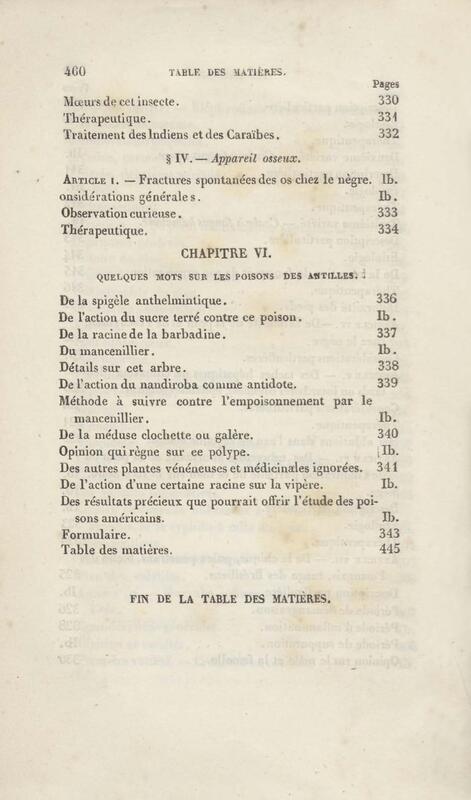 460 TABLE DES MATIÈRES.
Pages
Mœurs de cet insecte. 330
Thérapeutique. 331
Traitement des Indiens et des Caraïbes. 332
§ IV. — Appareil osseux.
ARTICLE I. — Fractures spontanées des os chez le nègre. Ib.
onsidérations générales. Ib.
Observation curieuse. 333
Thérapeutique. 334
CHAPITRE VI.
QUELQUES MOTS SUR LES POISONS DES ANTILLES.
De la spigèle anthelmintique. 336
De l'action du sucre terré contre ce poison. Ib.
De la racine de la barbadine. 337
Du mancenillier. Ib.
Détails sur cet arbre. 338
De l'action du nandiroba comme antidote. 339
Méthode à suivre contre l'empoisonnement par le
mancenillier. Ib.
De la méduse clochette ou galère. 340
Opinion qui règne sur ce polype. Ib.
Des autres plantes vénéneuses et médicinales ignorées. 341
De l'action d'une certaine racine sur la vipère. Ib.
Des résultats précieux que pourrait offrir l'étude des poi-
sons américains. Ib.
Formulaire. 343
Table des matières. 445
FIN DE LA TABLE DES MATIÈRES.